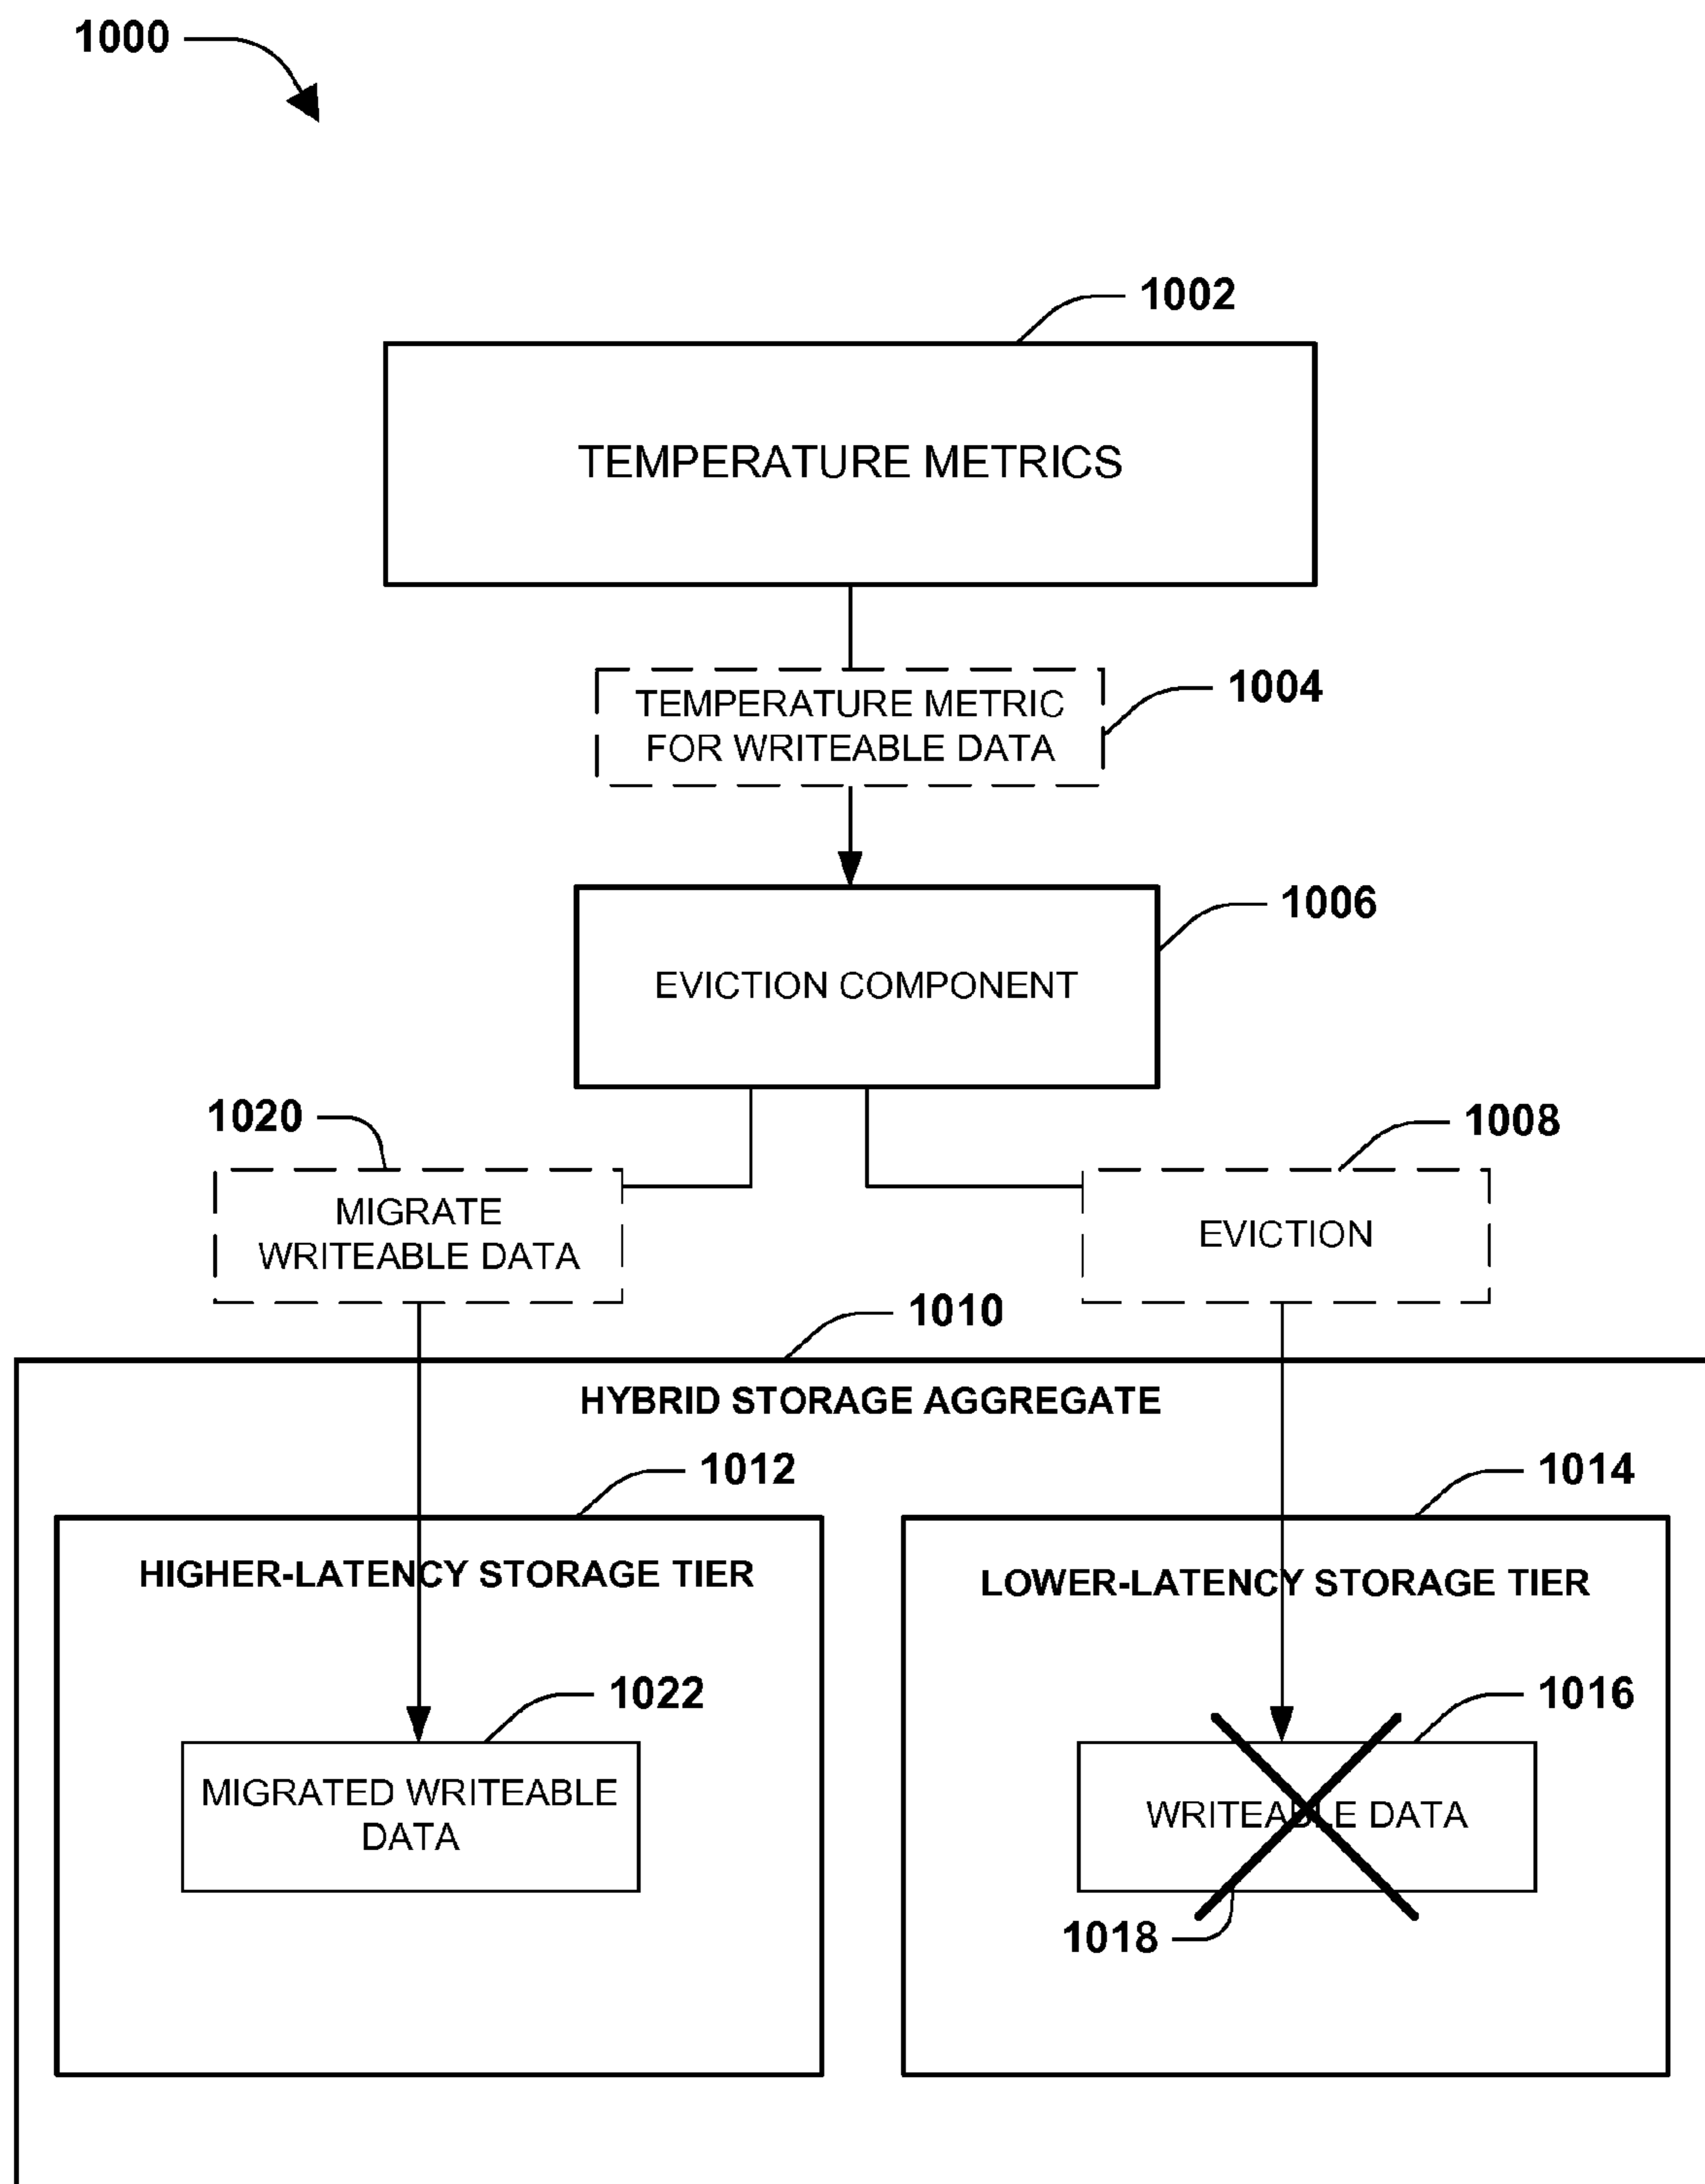 1000
1002
TEMPERATURE METRICS
1004
TEMPERATURE METRIC
FOR WRITEABLE DATA
1006
EVICTION COMPONENT
1020
1008
MIGRATE
WRITEABLE DATA
EVICTION
1010
HYBRID STORAGE AGGREGATE
1012
1014
HIGHER-LATENCY STORAGE TIER
LOWER-LATENCY STORAGE TIER
1022
1016
MIGRATED WRITEABLE
DATA
WRITEABLE DATA
1018